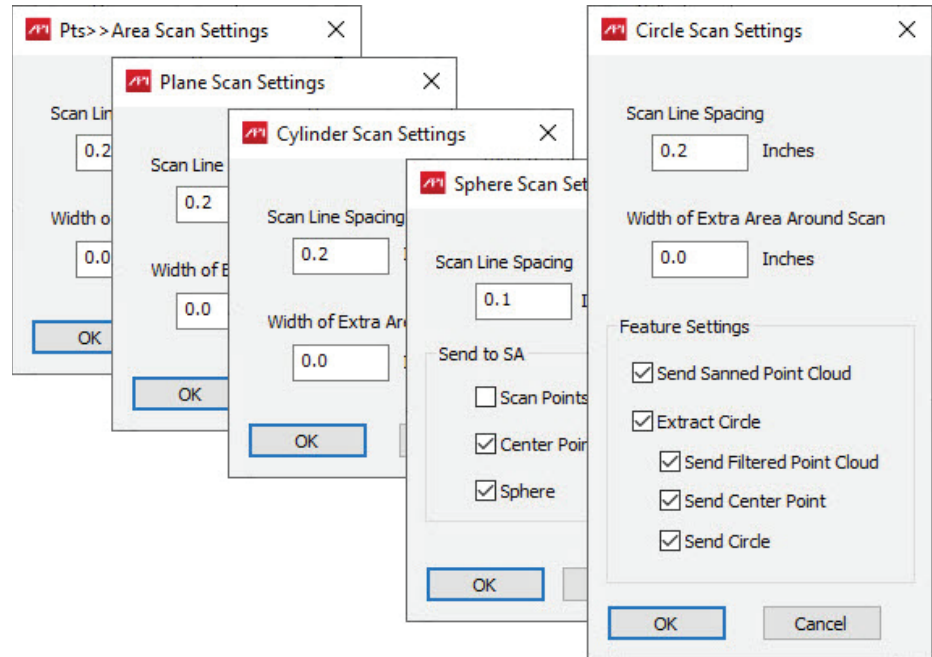 Pts>>Area Scan Settings
Scan Lin
0.2
Width o
0.0
OK
Plane Scan Settings
Scan Line
0.2
Width of E
0.0
OK
Cylinder Scan Settings
Scan Line Spacing
0.2
Width of Extra Are
0.0
OK
Sphere Scan Set
Scan Line Spacing
0.1 I
Send to SA
Scan Points
Center Poin
Sphere
OK
API Circle Scan Settings
Scan Line Spacing
0.2 Inches
Width of Extra Area Around Scan
0.0 Inches
Feature Settings
Send Sanned Point Cloud
Extract Circle
Send Filtered Point Cloud
Send Center Point
Send Circle
OK Cancel